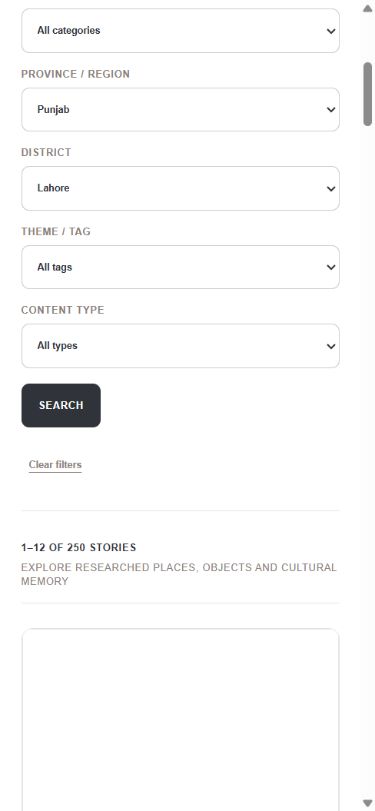 All categories
PROVINCE / REGION
Punjab
DISTRICT
Lahore
THEME / TAG
All tags
CONTENT TYPE
All types
SEARCH
Clear filters
1–12 OF 250 STORIES
EXPLORE RESEARCHED PLACES, OBJECTS AND CULTURAL
MEMORY